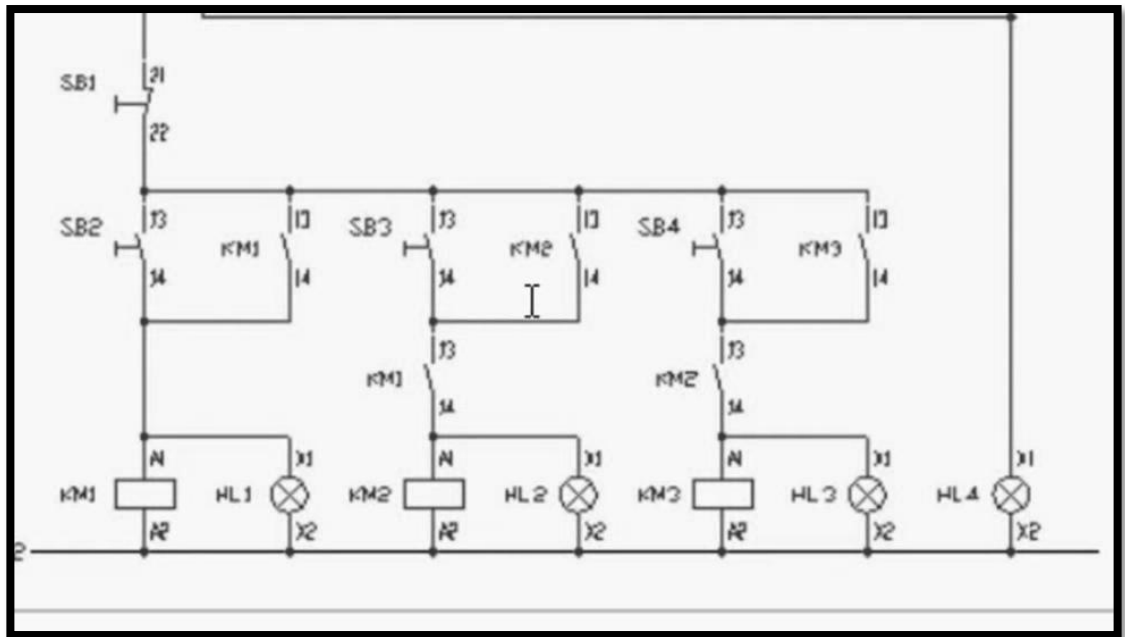 21
SB1
22
13 13 13 13 13 13
SB2 KM1 SB3 KM2 SB4 KM3
14 14 14 14 14 14
13 13
KM1 KM2
14 14
A1 X1 A1 X1 A1 X1 X1
KM1 HL1 KM2 HL2 KM3 HL3 HL4
A2 X2 A2 X2 A2 X2 X2